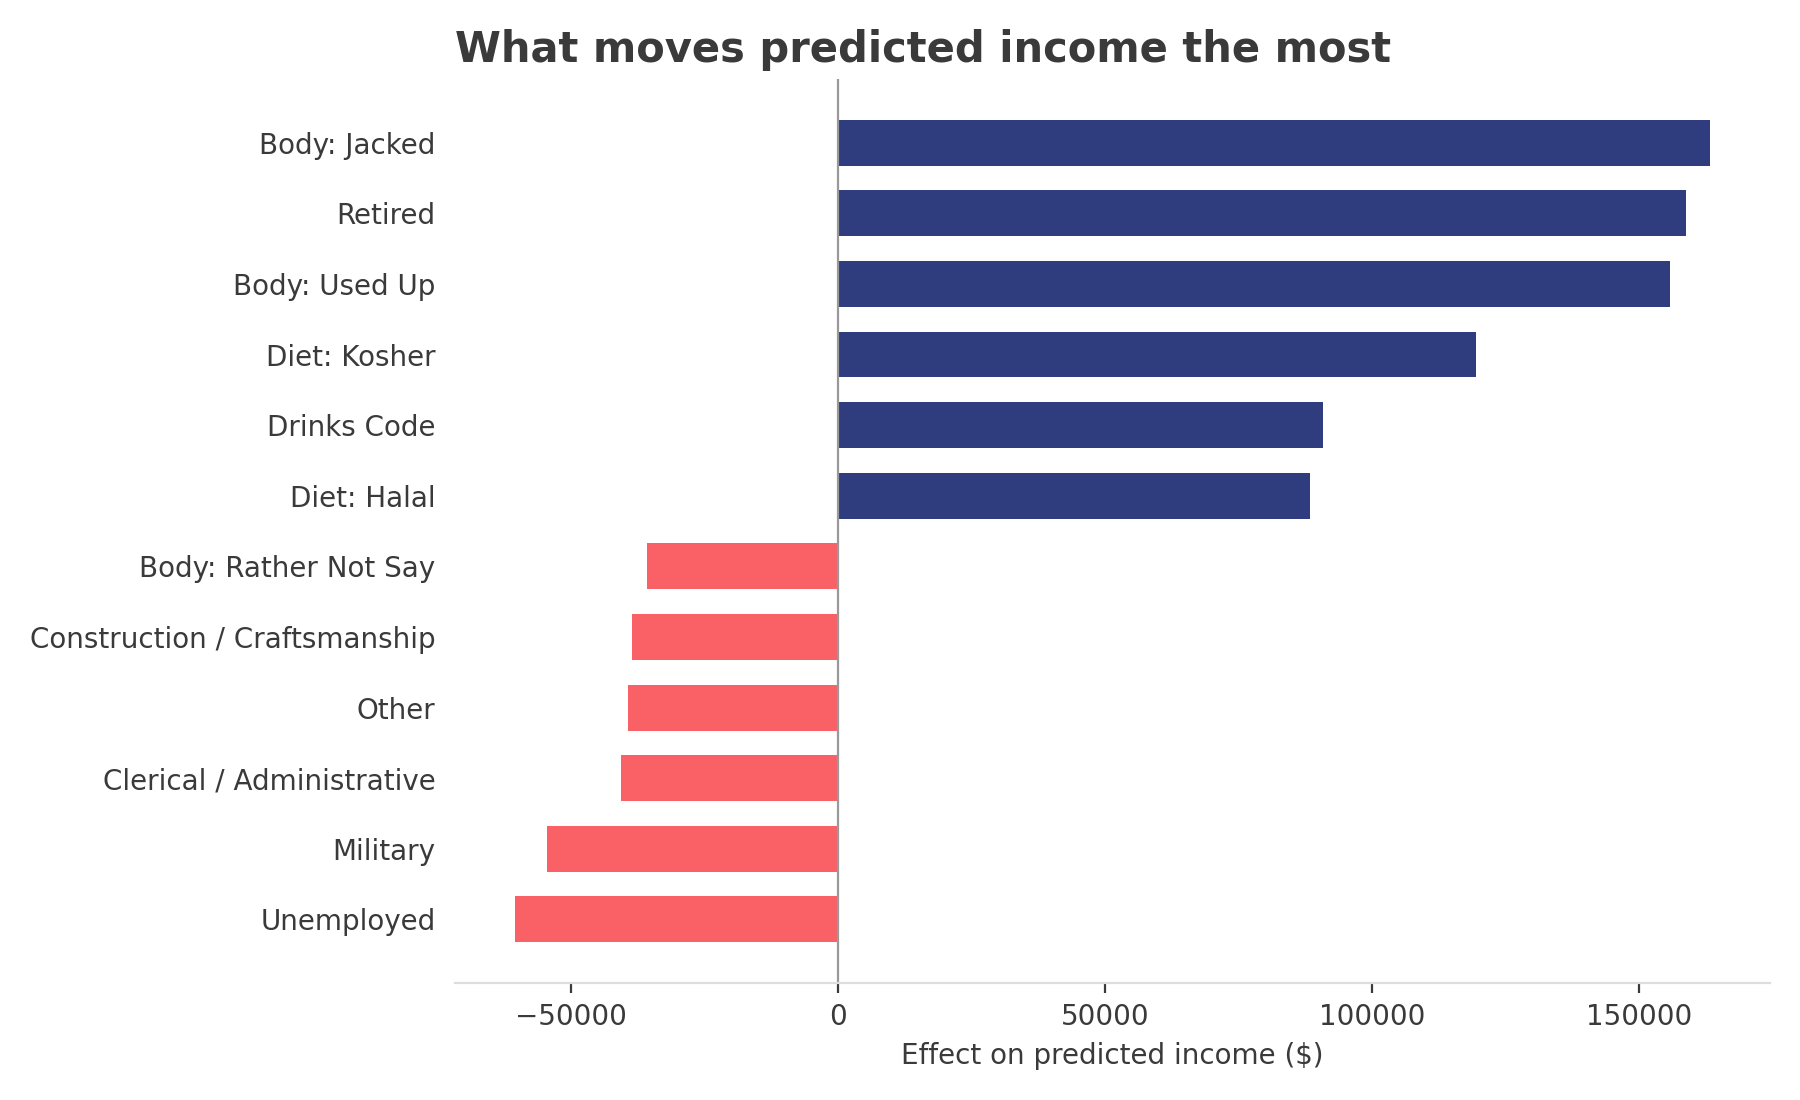 What moves predicted income the most
Body: Jacked
Retired
Body: Used Up
Diet: Kosher
Drinks Code
Diet: Halal
Body: Rather Not Say
Construction / Craftsmanship
Other
Clerical / Administrative
Military
Unemployed
−50000 0 50000 100000 150000
Effect on predicted income ($)